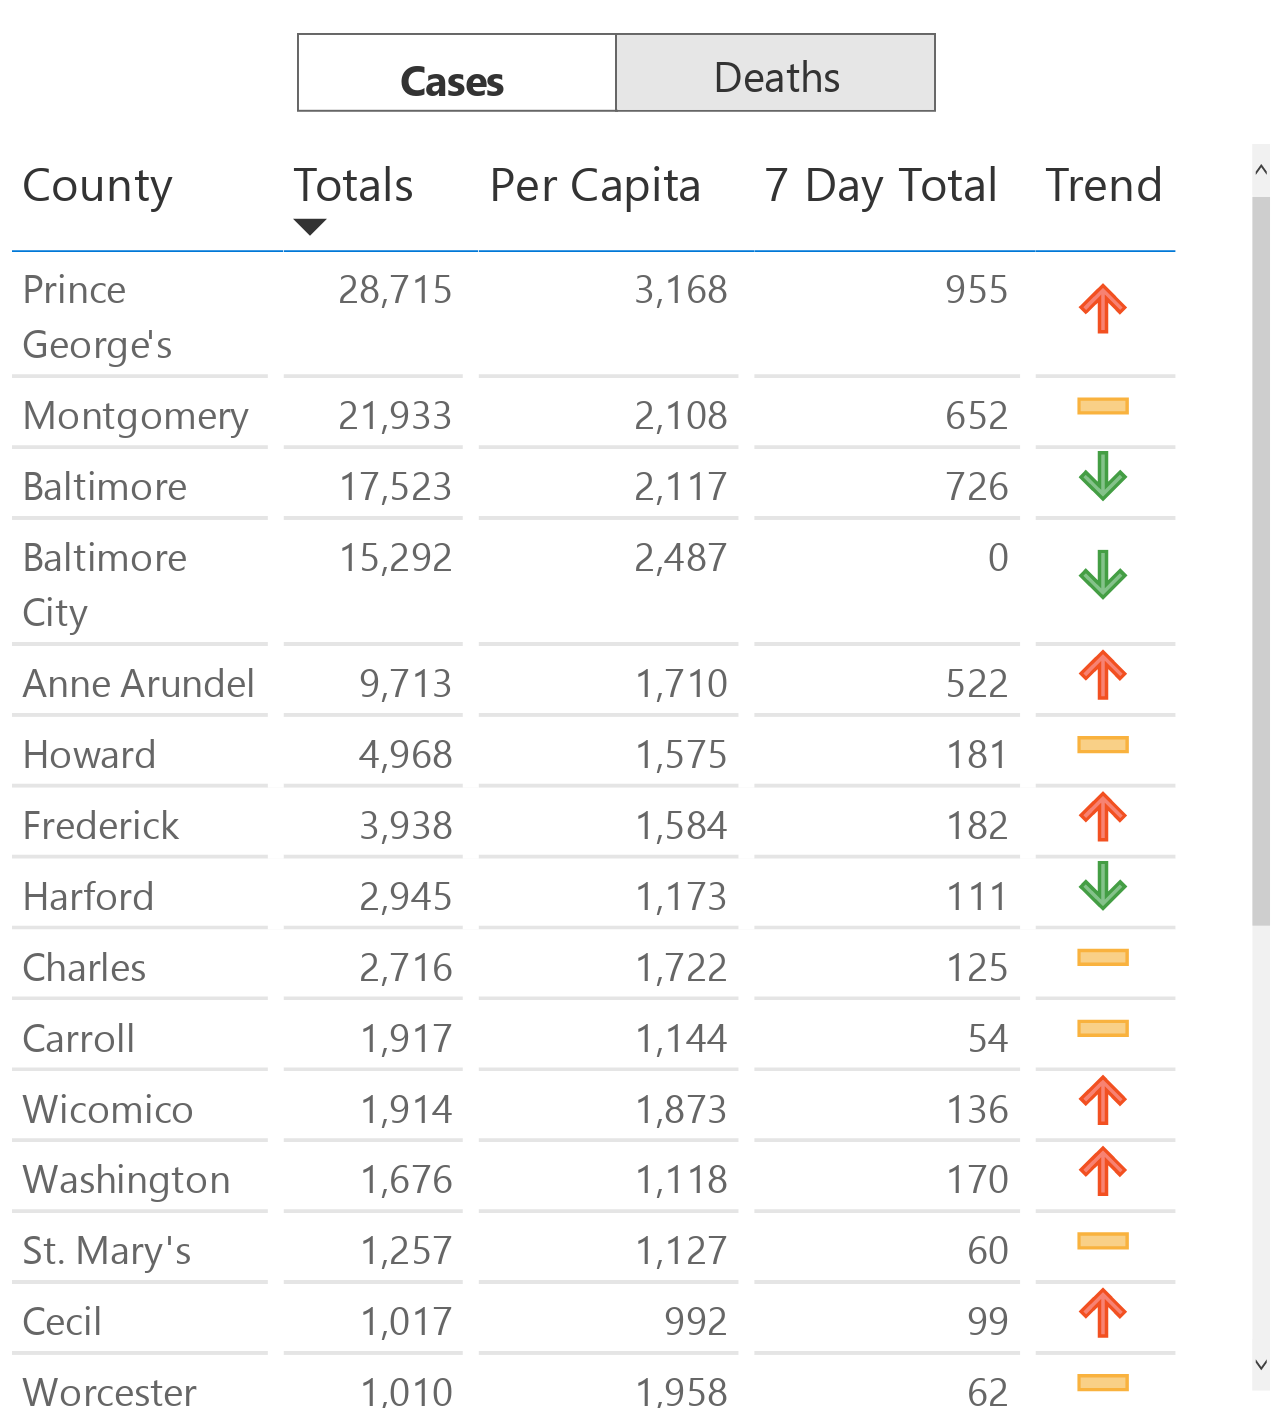 Cases Deaths
County Totals Per Capita 7 Day Total Trend
Prince 28,715 3,168 955
George's
Montgomery 21,933 2,108 652
Baltimore 17,523 2,117 726
Baltimore 15,292 2,487 0
City
Anne Arundel 9,713 1,710 522
Howard 4,968 1,575 181
Frederick 3,938 1,584 182
Harford 2,945 1,173 111
Charles 2,716 1,722 125
Carroll 1,917 1,144 54
Wicomico 1,914 1,873 136
Washington 1,676 1,118 170
St. Mary's 1,257 1,127 60
Cecil 1,017 992 99
Worcester 1,010 1,958 62